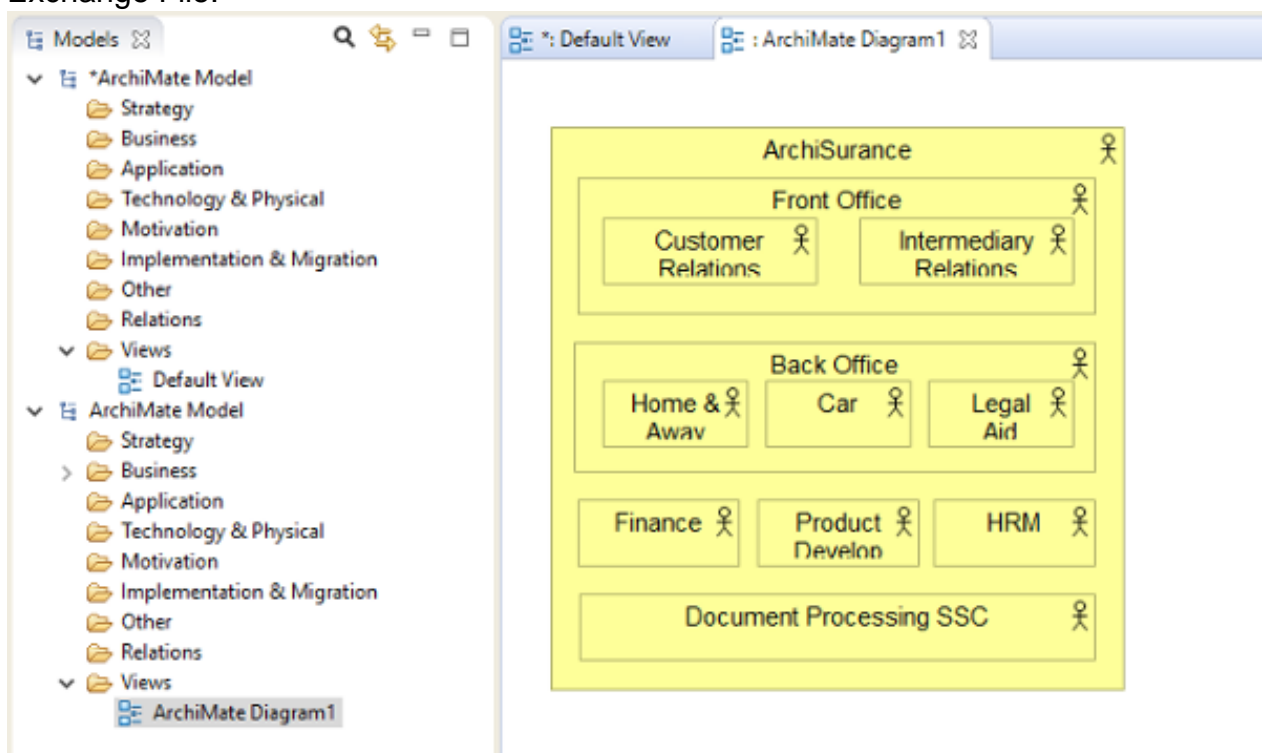 Exchange File.
Models
*: Default View
: ArchiMate Diagram1
*ArchiMate Model
Strategy
Business
Application
Technology & Physical
Motivation
Implementation & Migration
Other
Relations
Views
Default View
ArchiMate Model
Strategy
Business
Application
Technology & Physical
Motivation
Implementation & Migration
Other
Relations
Views
ArchiMate Diagram1
ArchiSurance
Front Office
Customer
Relations
Intermediary
Relations
Back Office
Home &
Away
Car
Legal
Aid
Finance
Product
Develop
HRM
Document Processing SSC